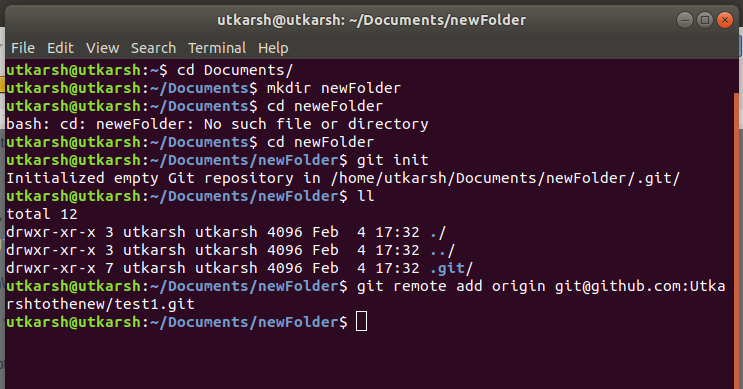 utkarsh@utkarsh: ~/Documents/newFolder
File Edit View Search Terminal Help
utkarsh@utkarsh:~$ cd Documents/
utkarsh@utkarsh:~/Documents$ mkdir newFolder
utkarsh@utkarsh:~/Documents$ cd neweFolder
bash: cd: neweFolder: No such file or directory
utkarsh@utkarsh:~/Documents$ cd newFolder
utkarsh@utkarsh:~/Documents/newFolder$ git init
Initialized empty Git repository in /home/utkarsh/Documents/newFolder/.git/
utkarsh@utkarsh:~/Documents/newFolder$ ll
total 12
drwxr-xr-x 3 utkarsh utkarsh 4096 Feb  4 17:32 ./
drwxr-xr-x 3 utkarsh utkarsh 4096 Feb  4 17:32 ../
drwxr-xr-x 7 utkarsh utkarsh 4096 Feb  4 17:32 .git/
utkarsh@utkarsh:~/Documents/newFolder$ git remote add origin git@github.com:Utka
rshtothenew/test1.git
utkarsh@utkarsh:~/Documents/newFolder$